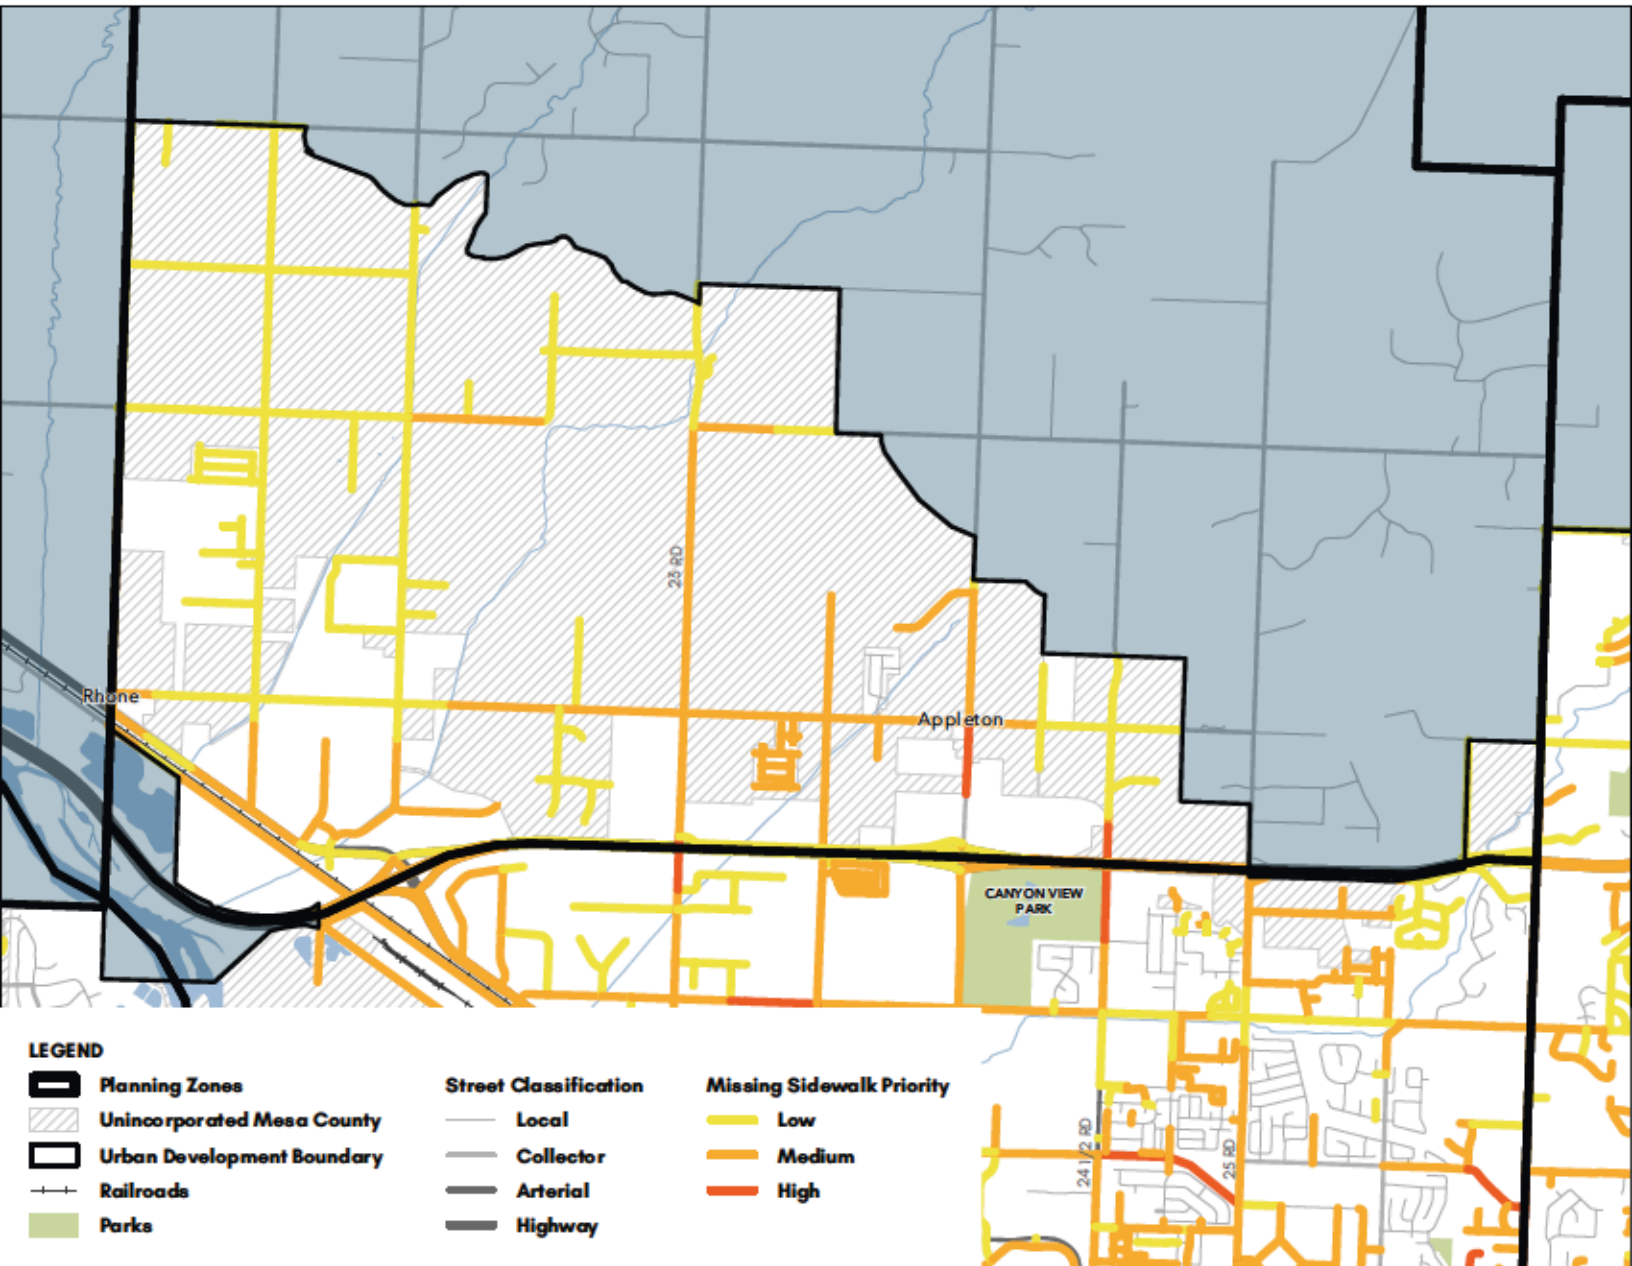 23 RD
Rhone
Appleton
CANYON VIEW
PARK
24 1/2 RD
25 RD
LEGEND
Planning Zones
Unincorporated Mesa County
Urban Development Boundary
Railroads
Parks
Street Classification
Local
Collector
Arterial
Highway
Missing Sidewalk Priority
Low
Medium
High